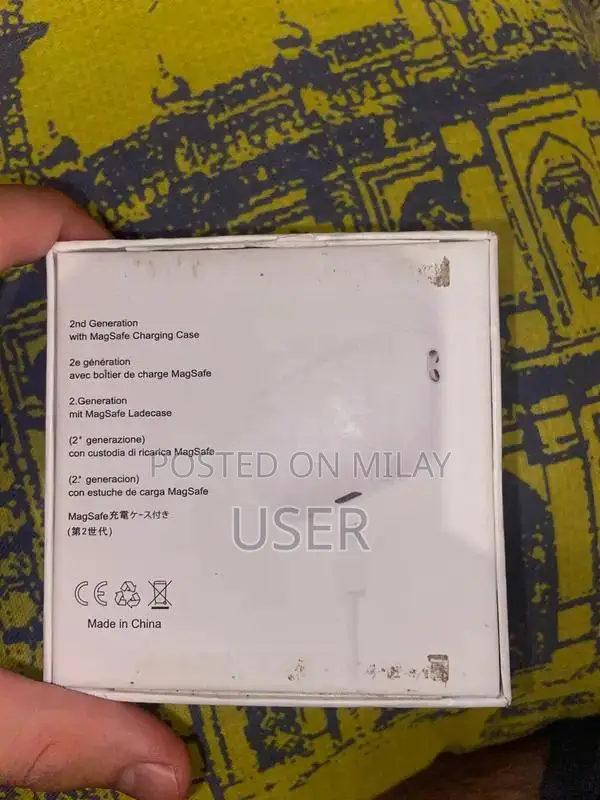 2nd Generation
with MagSafe Charging Case
2e génération
avec boîtier de charge MagSafe
2.Generation
mit MagSafe Ladecase
(2ª generazione)
con custodia di ricarica MagSafe
(2ª generacion)
con estuche de carga MagSafe
MagSafe充電ケース付き
(第2世代)
POSTED ON MILAY
USER
CE
Made in China